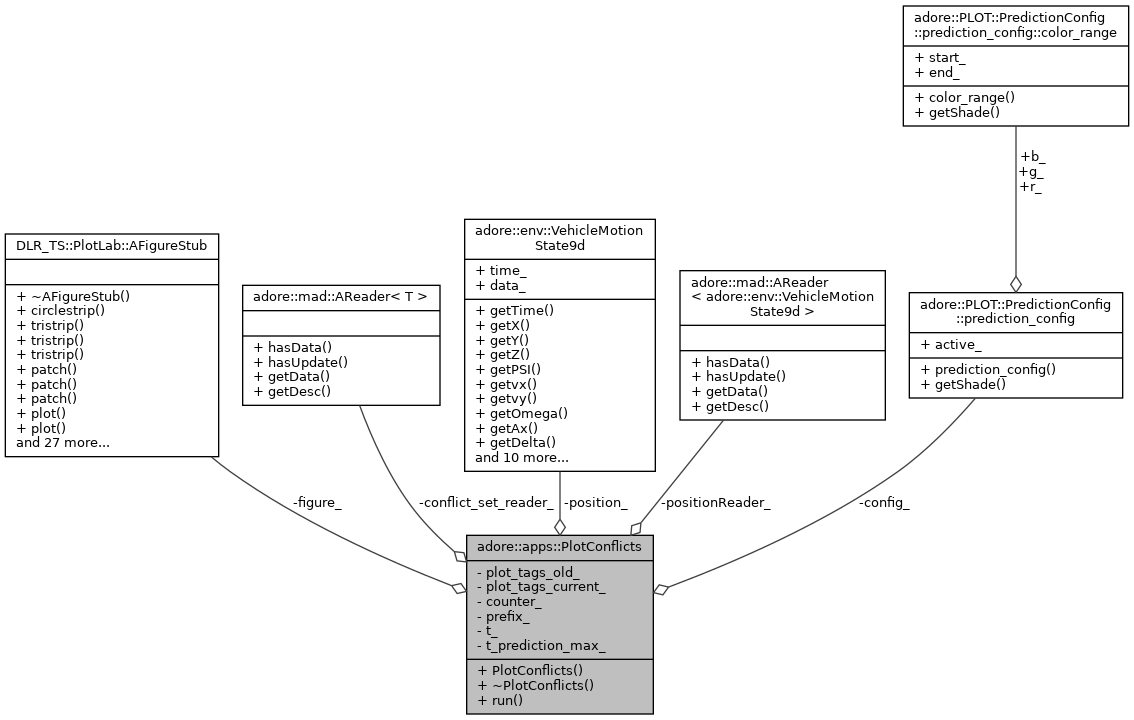 adore::PLOT::PredictionConfig
::prediction_config::color_range
+ start_
+ end_
+ color_range()
+ getShade()
+b_
+g_
+r_
DLR_TS::PlotLab::AFigureStub
+ ~AFigureStub()
+ circlestrip()
+ tristrip()
+ tristrip()
+ tristrip()
+ patch()
+ patch()
+ patch()
+ plot()
+ plot()
and 27 more...
adore::mad::AReader< T >
+ hasData()
+ hasUpdate()
+ getData()
+ getDesc()
adore::env::VehicleMotion
State9d
+ time_
+ data_
+ getTime()
+ getX()
+ getY()
+ getZ()
+ getPSI()
+ getvx()
+ getvy()
+ getOmega()
+ getAx()
+ getDelta()
and 10 more...
adore::mad::AReader
< adore::env::VehicleMotion
State9d >
+ hasData()
+ hasUpdate()
+ getData()
+ getDesc()
adore::PLOT::PredictionConfig
::prediction_config
+ active_
+ prediction_config()
+ getShade()
-figure_
-conflict_set_reader_
-position_
-positionReader_
-config_
adore::apps::PlotConflicts
- plot_tags_old_
- plot_tags_current_
- counter_
- prefix_
- t_
- t_prediction_max_
+ PlotConflicts()
+ ~PlotConflicts()
+ run()